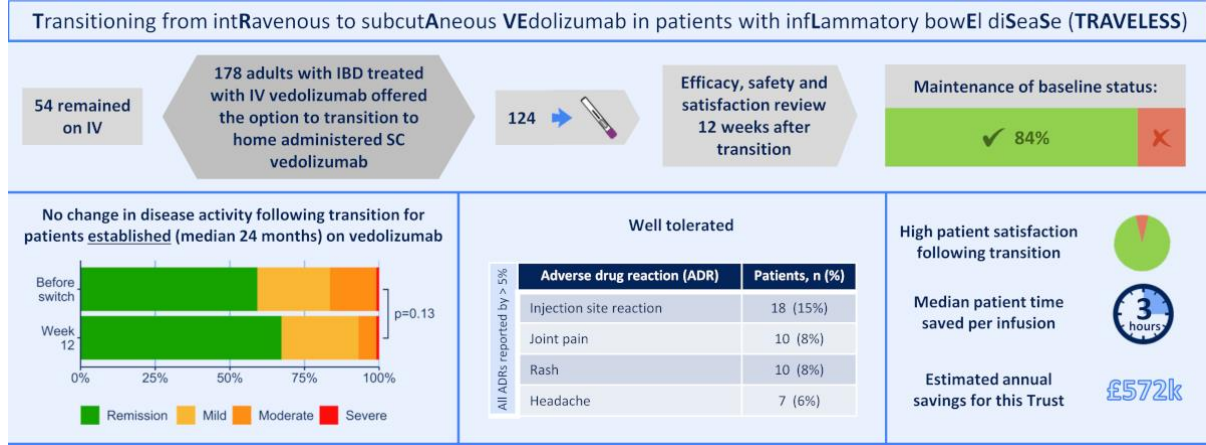 Transitioning from intRavenous to subcutAneous VEdolizumab in patients with infLammatory bowEl diSeaSe (TRAVELESS)
54 remained
on IV
178 adults with IBD treated
with IV vedolizumab offered
the option to transition to
home administered SC
vedolizumab
124
Efficacy, safety and
satisfaction review
12 weeks after
transition
Maintenance of baseline status:
84%
No change in disease activity following transition for
patients established (median 24 months) on vedolizumab
Before
switch
Week
12
p=0.13
0% 25% 50% 75% 100%
Remission Mild Moderate Severe
Well tolerated
All ADRs reported by > 5%
Adverse drug reaction (ADR) Patients, n (%)
Injection site reaction 18 (15%)
Joint pain 10 (8%)
Rash 10 (8%)
Headache 7 (6%)
High patient satisfaction
following transition
Median patient time
saved per infusion
3
hours
Estimated annual
savings for this Trust
£572k